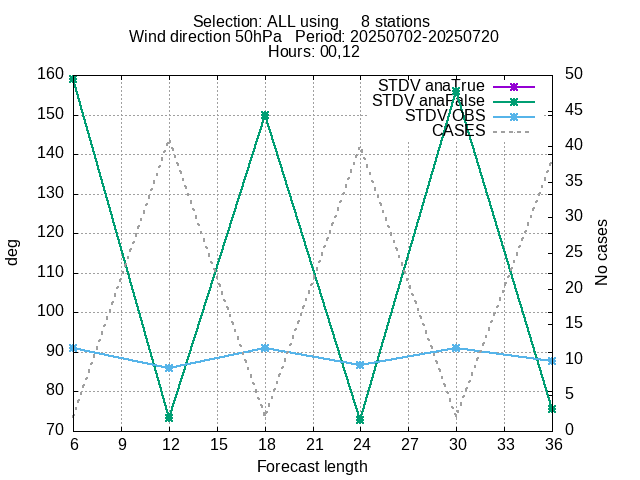 Selection: ALL using     8 stations
Wind direction 50hPa   Period: 20250702-20250720
Hours: 00,12
STDV anaTrue
STDV anaFalse
STDV OBS
CASES
160
150
140
130
120
110
100
90
80
70
deg
50
45
40
35
30
25
20
15
10
5
0
No cases
6 9 12 15 18 21 24 27 30 33 36
Forecast length